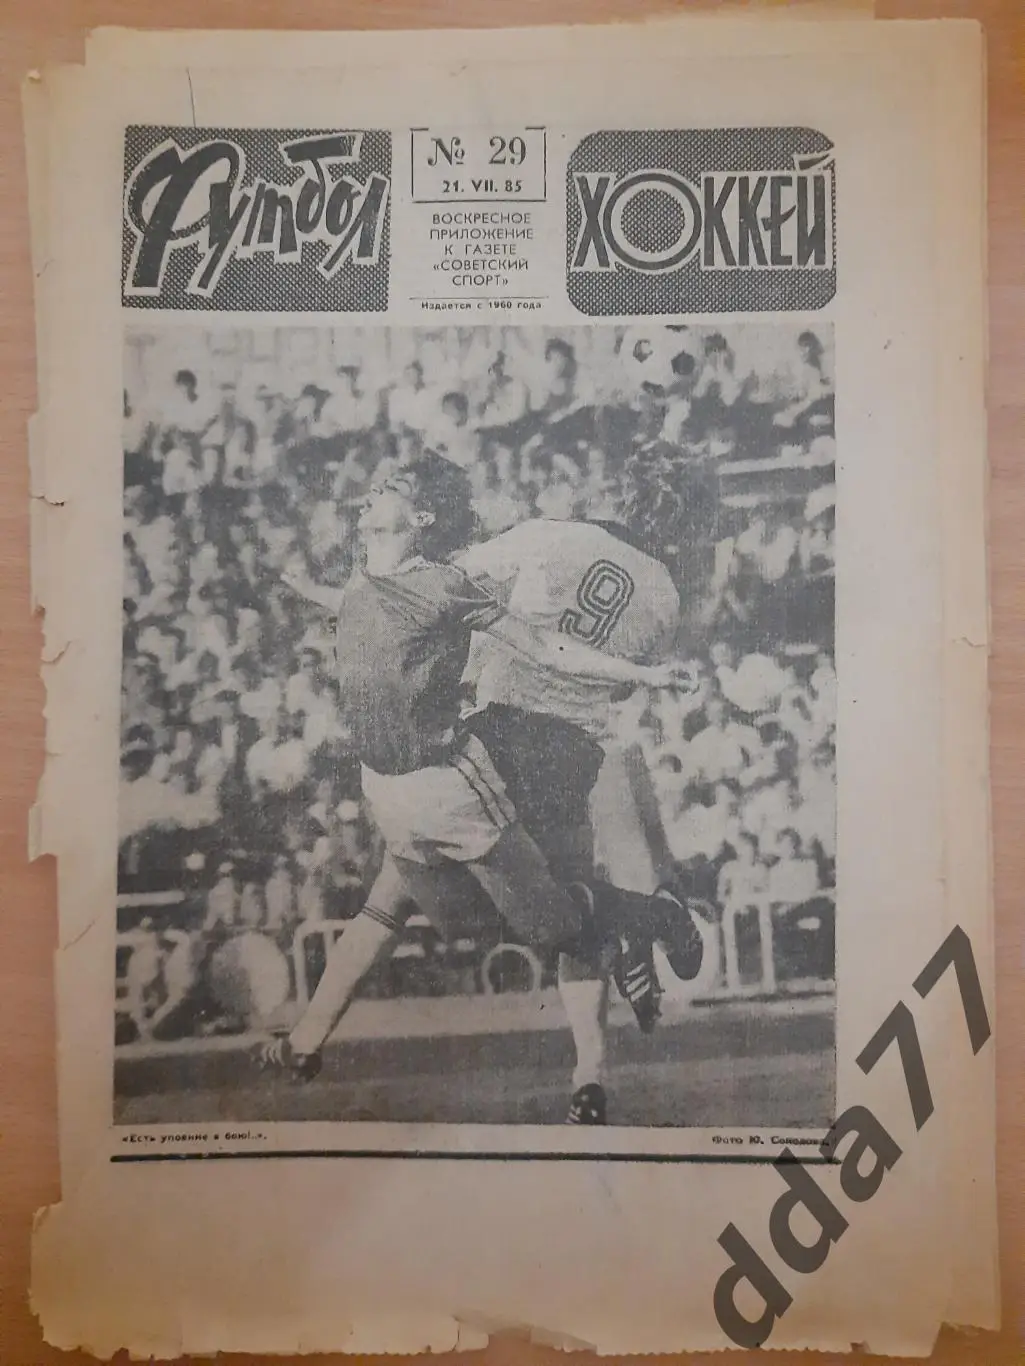 Футбол
№ 29
21. VII. 85
ВОСКРЕСНОЕ
ПРИЛОЖЕНИЕ
К ГАЗЕТЕ
«СОВЕТСКИЙ
СПОРТ»
Издается с 1960 года
ХОККЕЙ
9
«Есть упоение в бою!..».
Фото Ю. Соколова.
dda77